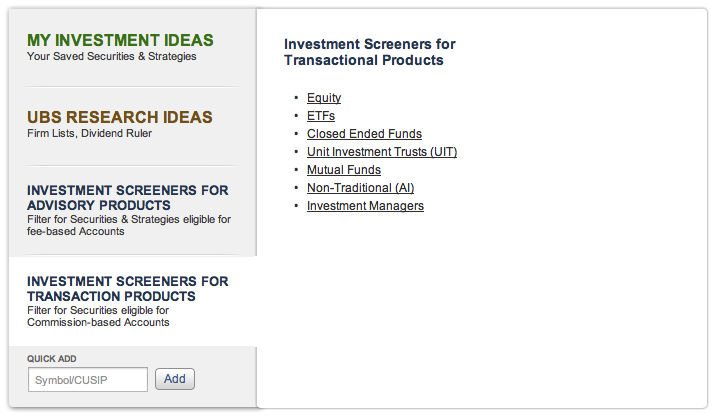 MY INVESTMENT IDEAS
Your Saved Securities & Strategies
UBS RESEARCH IDEAS
Firm Lists, Dividend Ruler
INVESTMENT SCREENERS FOR
ADVISORY PRODUCTS
Filter for Securities & Strategies eligible for
fee-based Accounts
INVESTMENT SCREENERS FOR
TRANSACTION PRODUCTS
Filter for Securities eligible for
Commission-based Accounts
QUICK ADD
Symbol/CUSIP
Add
Investment Screeners for
Transactional Products
• Equity
• ETFs
• Closed Ended Funds
• Unit Investment Trusts (UIT)
• Mutual Funds
• Non-Traditional (AI)
• Investment Managers